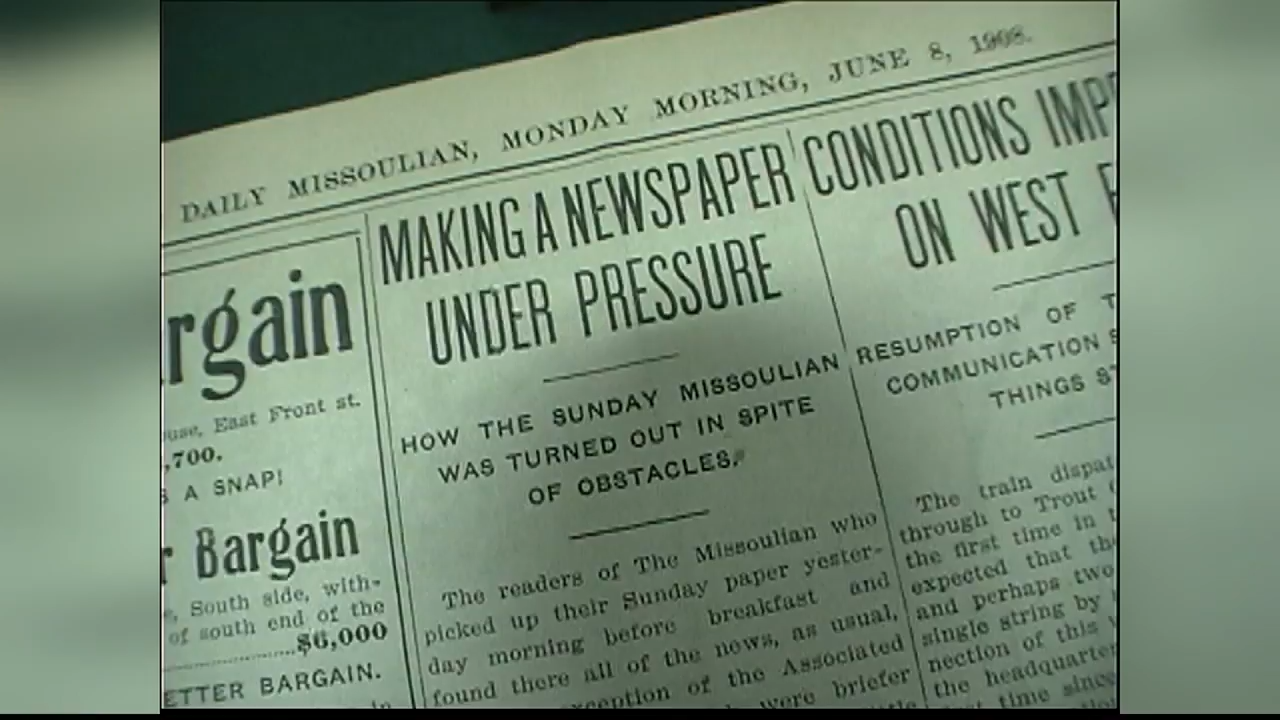 DAILY MISSOULIAN, MONDAY MORNING, JUNE 8, 1908.
rgain
use, East Front st.
,700.
S A SNAP!
r Bargain
, South side, with-
of south end of the
$6,000
ETTER BARGAIN.
in
MAKING A NEWSPAPER
UNDER PRESSURE
HOW THE SUNDAY MISSOULIAN
WAS TURNED OUT IN SPITE
OF OBSTACLES.
The readers of The Missoulian who
picked up their Sunday paper yester-
day morning before breakfast and
found there all of the news, as usual,
xception of the Associated
were briefer
CONDITIONS IMP
ON WEST
RESUMPTION OF T
COMMUNICATION S
THINGS ST
The train dispat
through to Trout
the first time in t
expected that the
and perhaps two
single string by
nection of this
the headquarter
time since